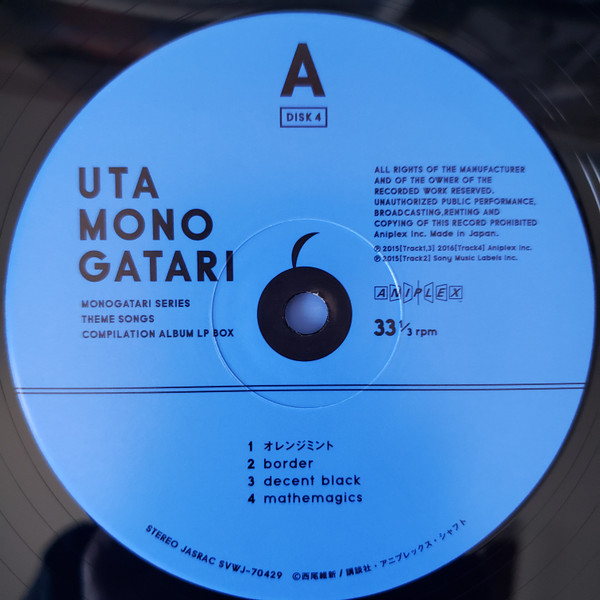 A
DISK 4
UTA
MONO
GATARI
MONOGATARI SERIES
THEME SONGS
COMPILATION ALBUM LP BOX
ALL RIGHTS OF THE MANUFACTURER
AND OF THE OWNER OF THE
RECORDED WORK RESERVED.
UNAUTHORIZED PUBLIC PERFORMANCE,
BROADCASTING,RENTING AND
COPYING OF THIS RECORD PROHIBITED
Aniplex Inc. Made in Japan.
℗2015[Track1,3] 2016[Track4] Aniplex Inc.
℗2015[Track2] Sony Music Labels Inc.
ANIPLEX
33 1/3 rpm
1 オレンジミント
2 border
3 decent black
4 mathemagics
STEREO JASRAC SVWJ-70429 ©西尾維新/講談社・アニプレックス・シャフト